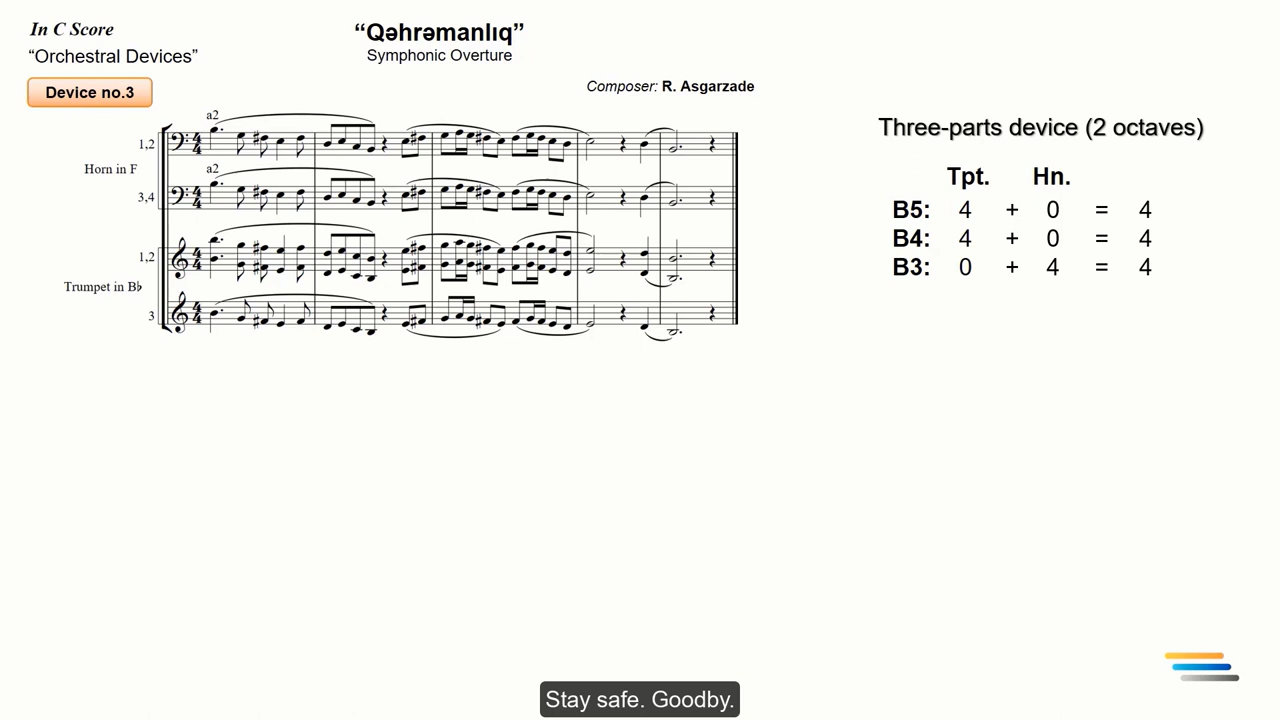 In C Score
“Qəhrəmanlıq”
“Orchestral Devices”
Symphonic Overture
Device no.3
Composer: R. Asgarzade
a2
1,2
Horn in F
a2
3,4
1,2
Trumpet in B♭
3
Three-parts device (2 octaves)
Tpt. Hn.
B5: 4 + 0 = 4
B4: 4 + 0 = 4
B3: 0 + 4 = 4
Stay safe. Goodby.